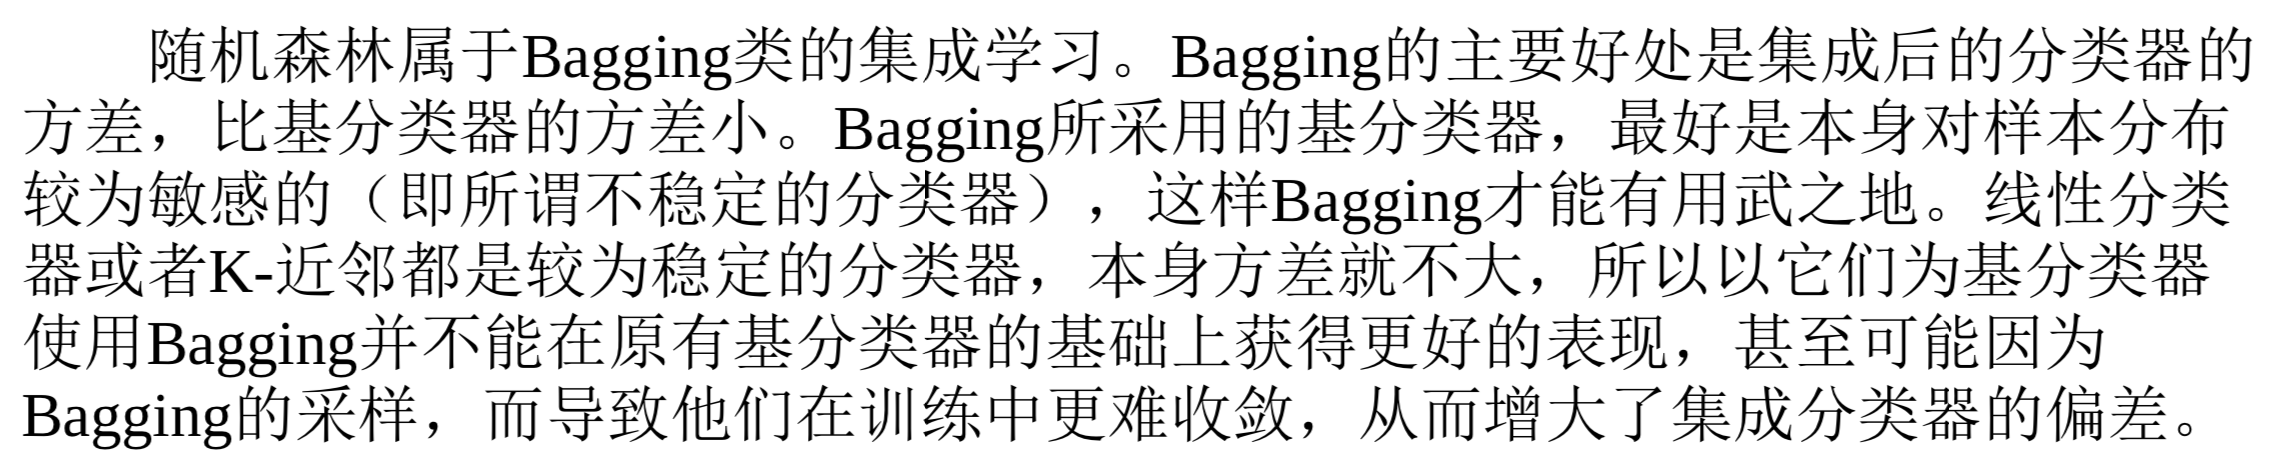 随机森林属于Bagging类的集成学习。Bagging的主要好处是集成后的分类器的
方差，比基分类器的方差小。Bagging所采用的基分类器，最好是本身对样本分布
较为敏感的（即所谓不稳定的分类器），这样Bagging才能有用武之地。线性分类
器或者K-近邻都是较为稳定的分类器，本身方差就不大，所以以它们为基分类器
使用Bagging并不能在原有基分类器的基础上获得更好的表现，甚至可能因为
Bagging的采样，而导致他们在训练中更难收敛，从而增大了集成分类器的偏差。